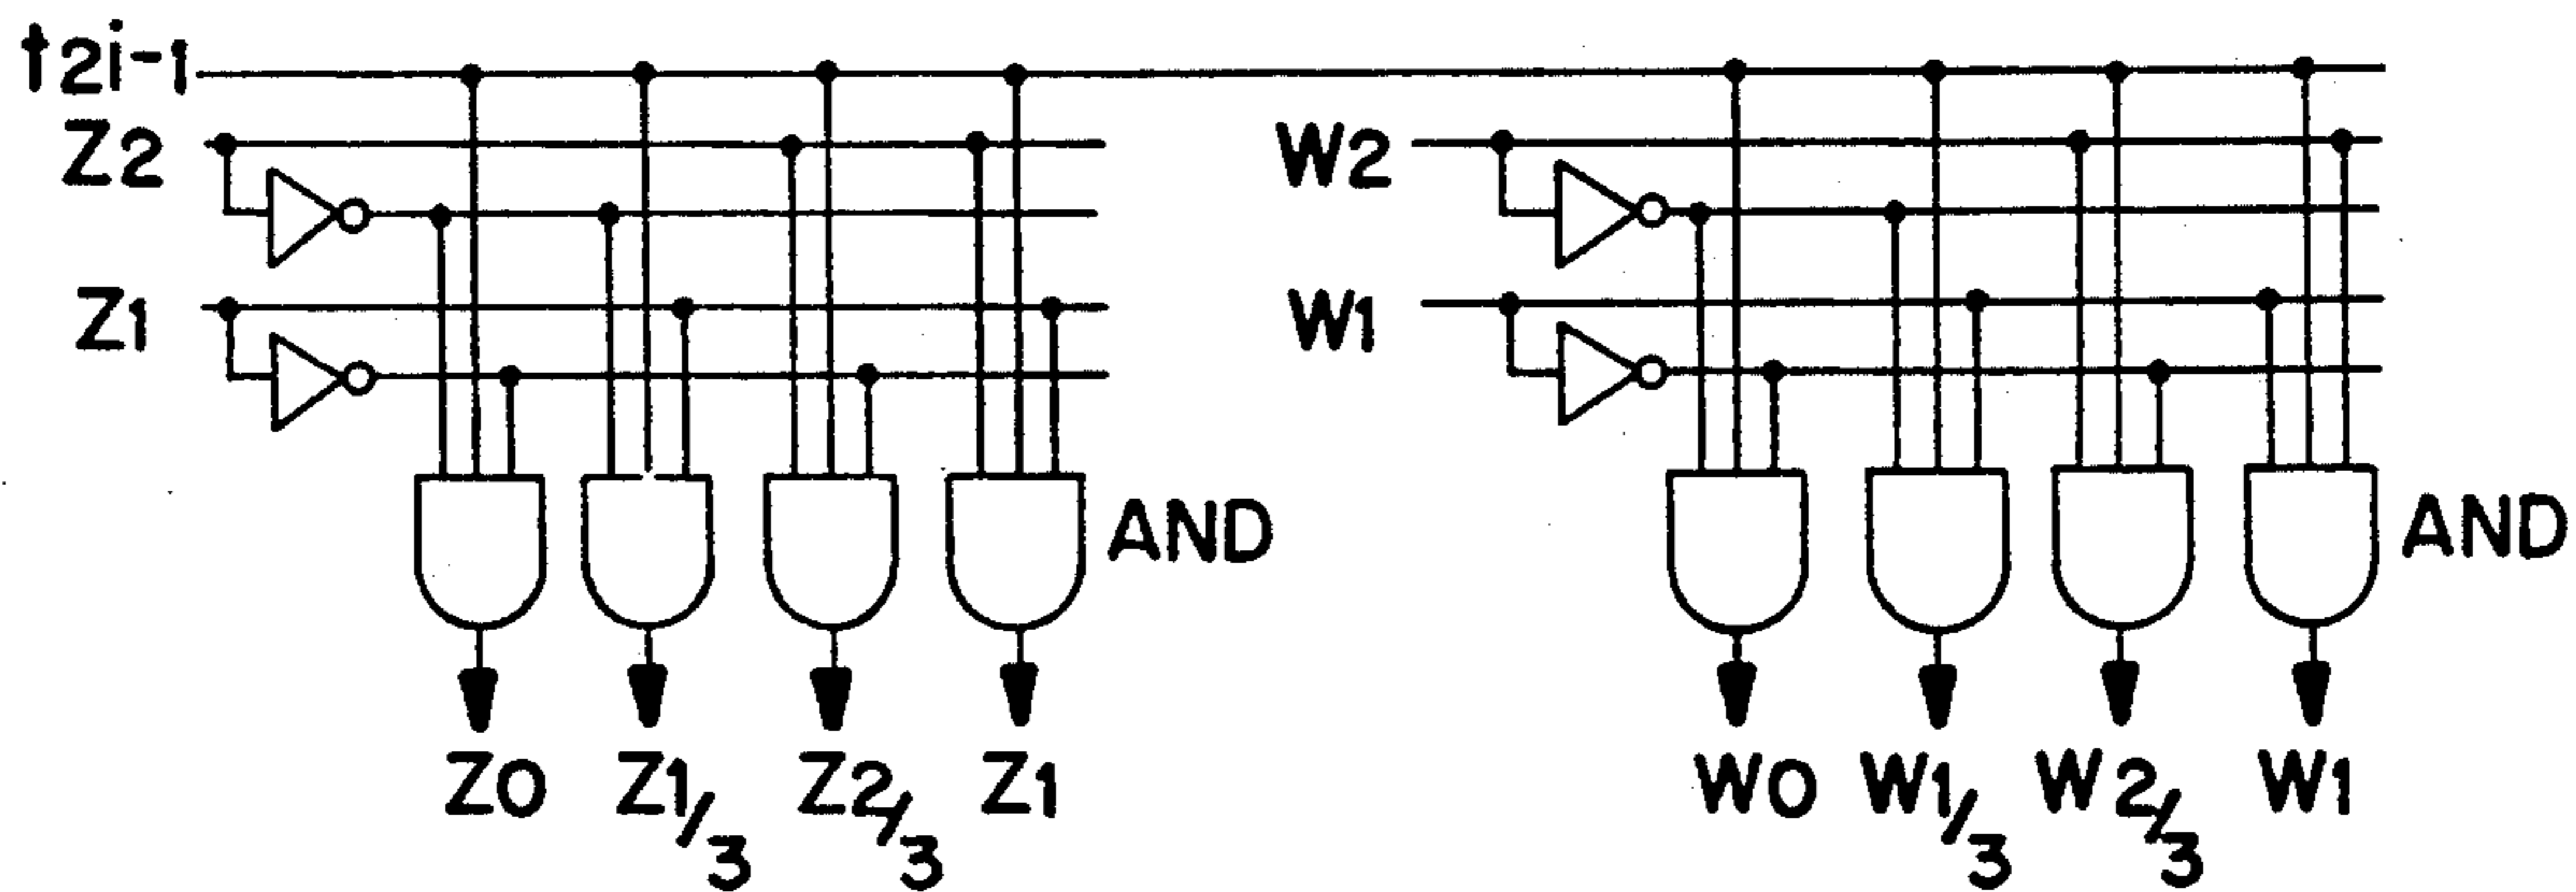 t2i-1
Z2
W2
Z1
W1
AND
AND
Z0 Z1/3 Z2/3 Z1
W0 W1/3 W2/3 W1